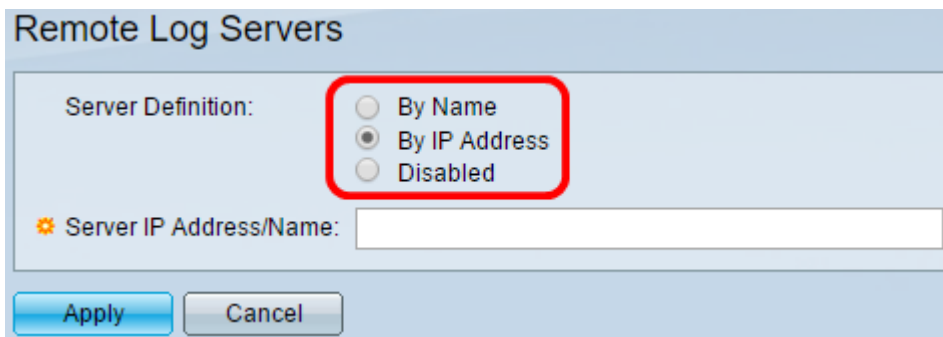 Remote Log Servers
Server Definition: By Name
By IP Address
Disabled
Server IP Address/Name:
Apply Cancel